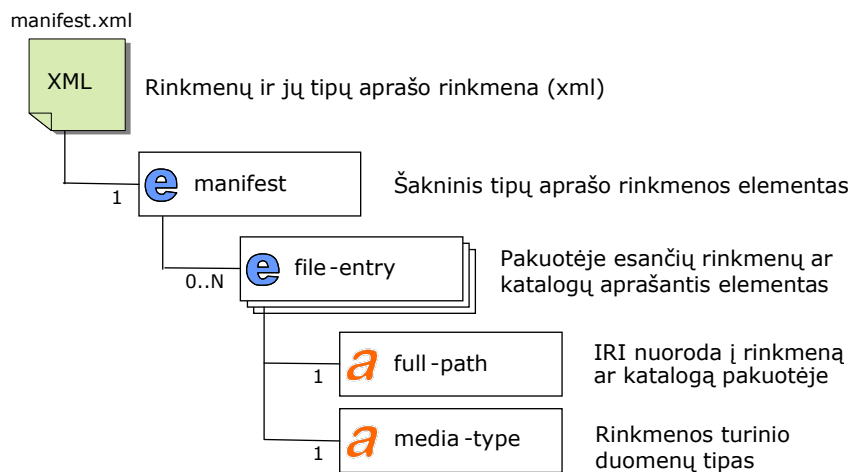 manifest.xml
XML
Rinkmenų ir jų tipų aprašo rinkmena (xml)
1
e manifest
Šakninis tipų aprašo rinkmenos elementas
0..N
e file-entry
Pakuotėje esančių rinkmenų ar
katalogų aprašantis elementas
1
a full-path
IRI nuoroda į rinkmeną
ar katalogą pakuotėje
1
a media-type
Rinkmenos turinio
duomenų tipas